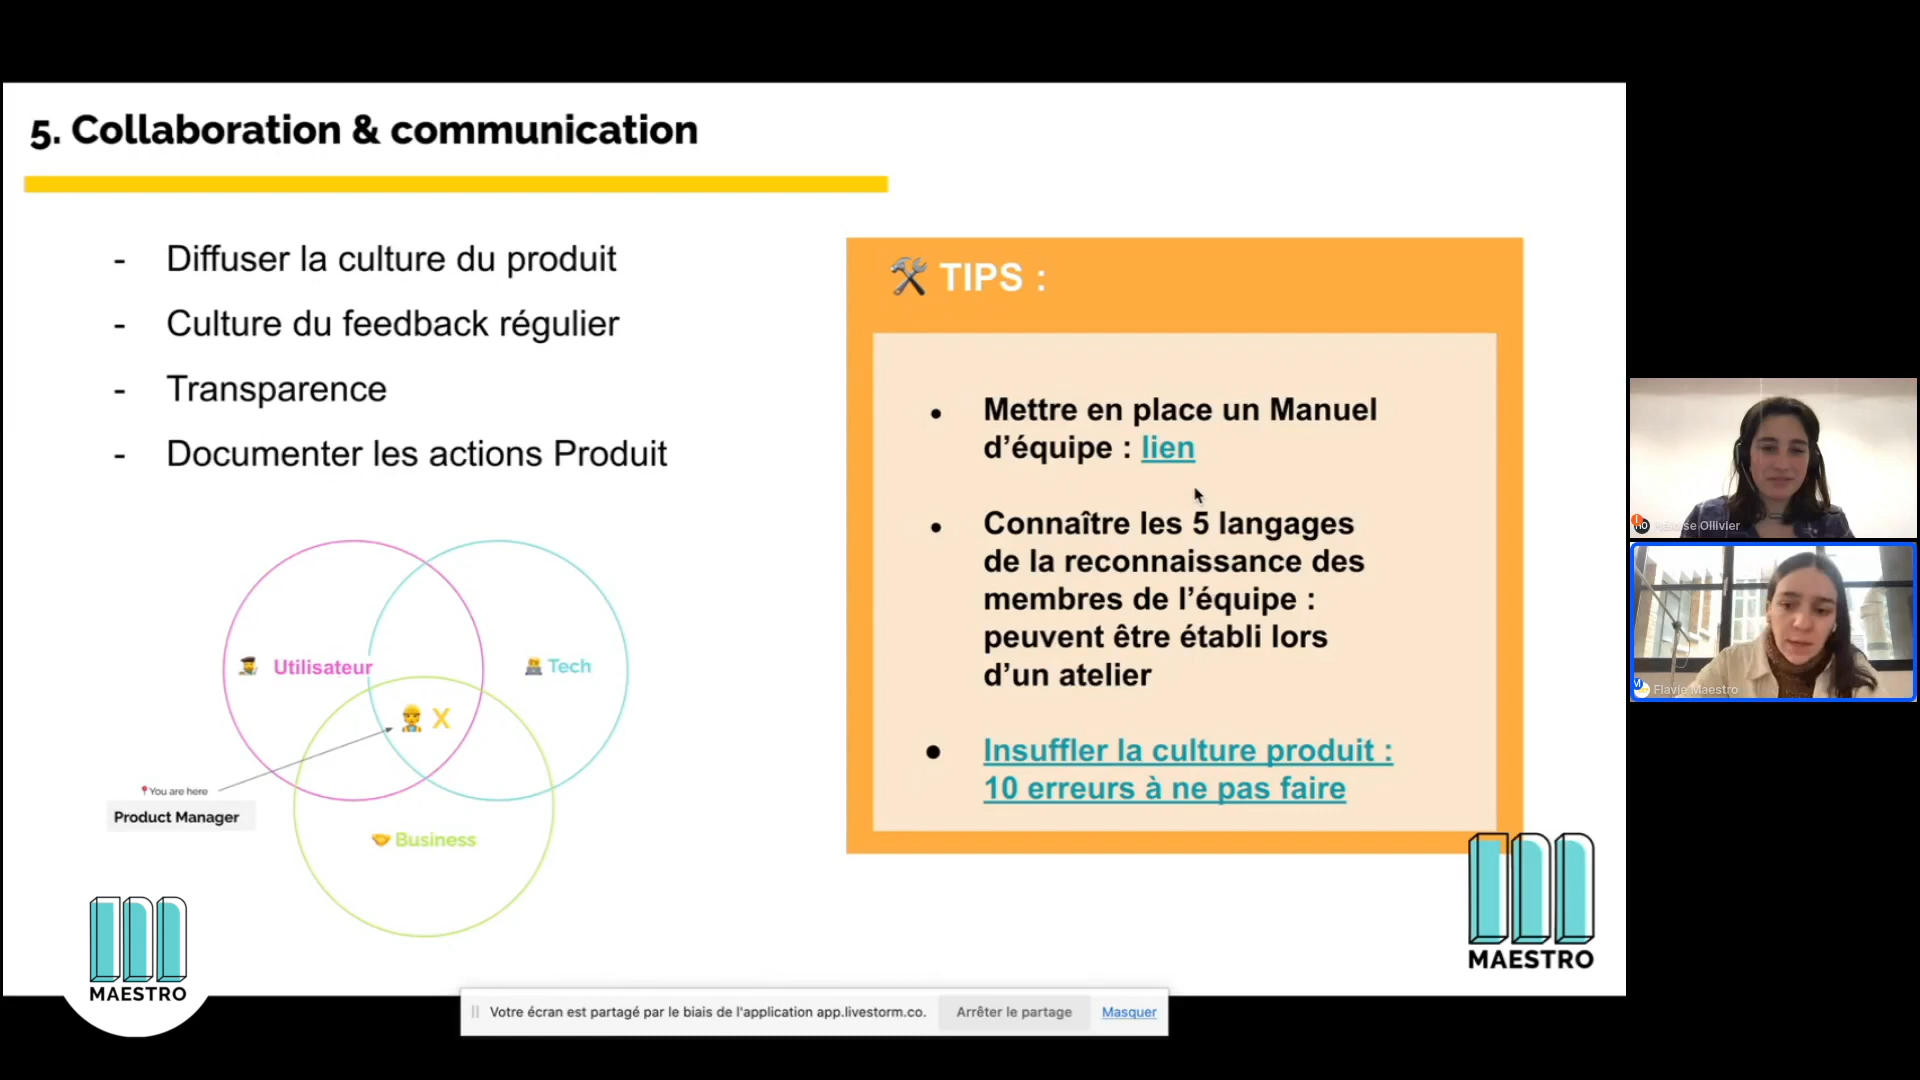 5. Collaboration & communication
- Diffuser la culture du produit
- Culture du feedback régulier
- Transparence
- Documenter les actions Produit
🛠 TIPS :
● Mettre en place un Manuel
d’équipe : lien
● Connaître les 5 langages
de la reconnaissance des
membres de l’équipe :
peuvent être établi lors
d’un atelier
● Insuffler la culture produit :
10 erreurs à ne pas faire
Utilisateur
Tech
X
You are here
Product Manager
Business
MAESTRO
MAESTRO
Votre écran est partagé par le biais de l'application app.livestorm.co.
Arrêter le partage
Masquer
Ollivier
Flavie Maestro